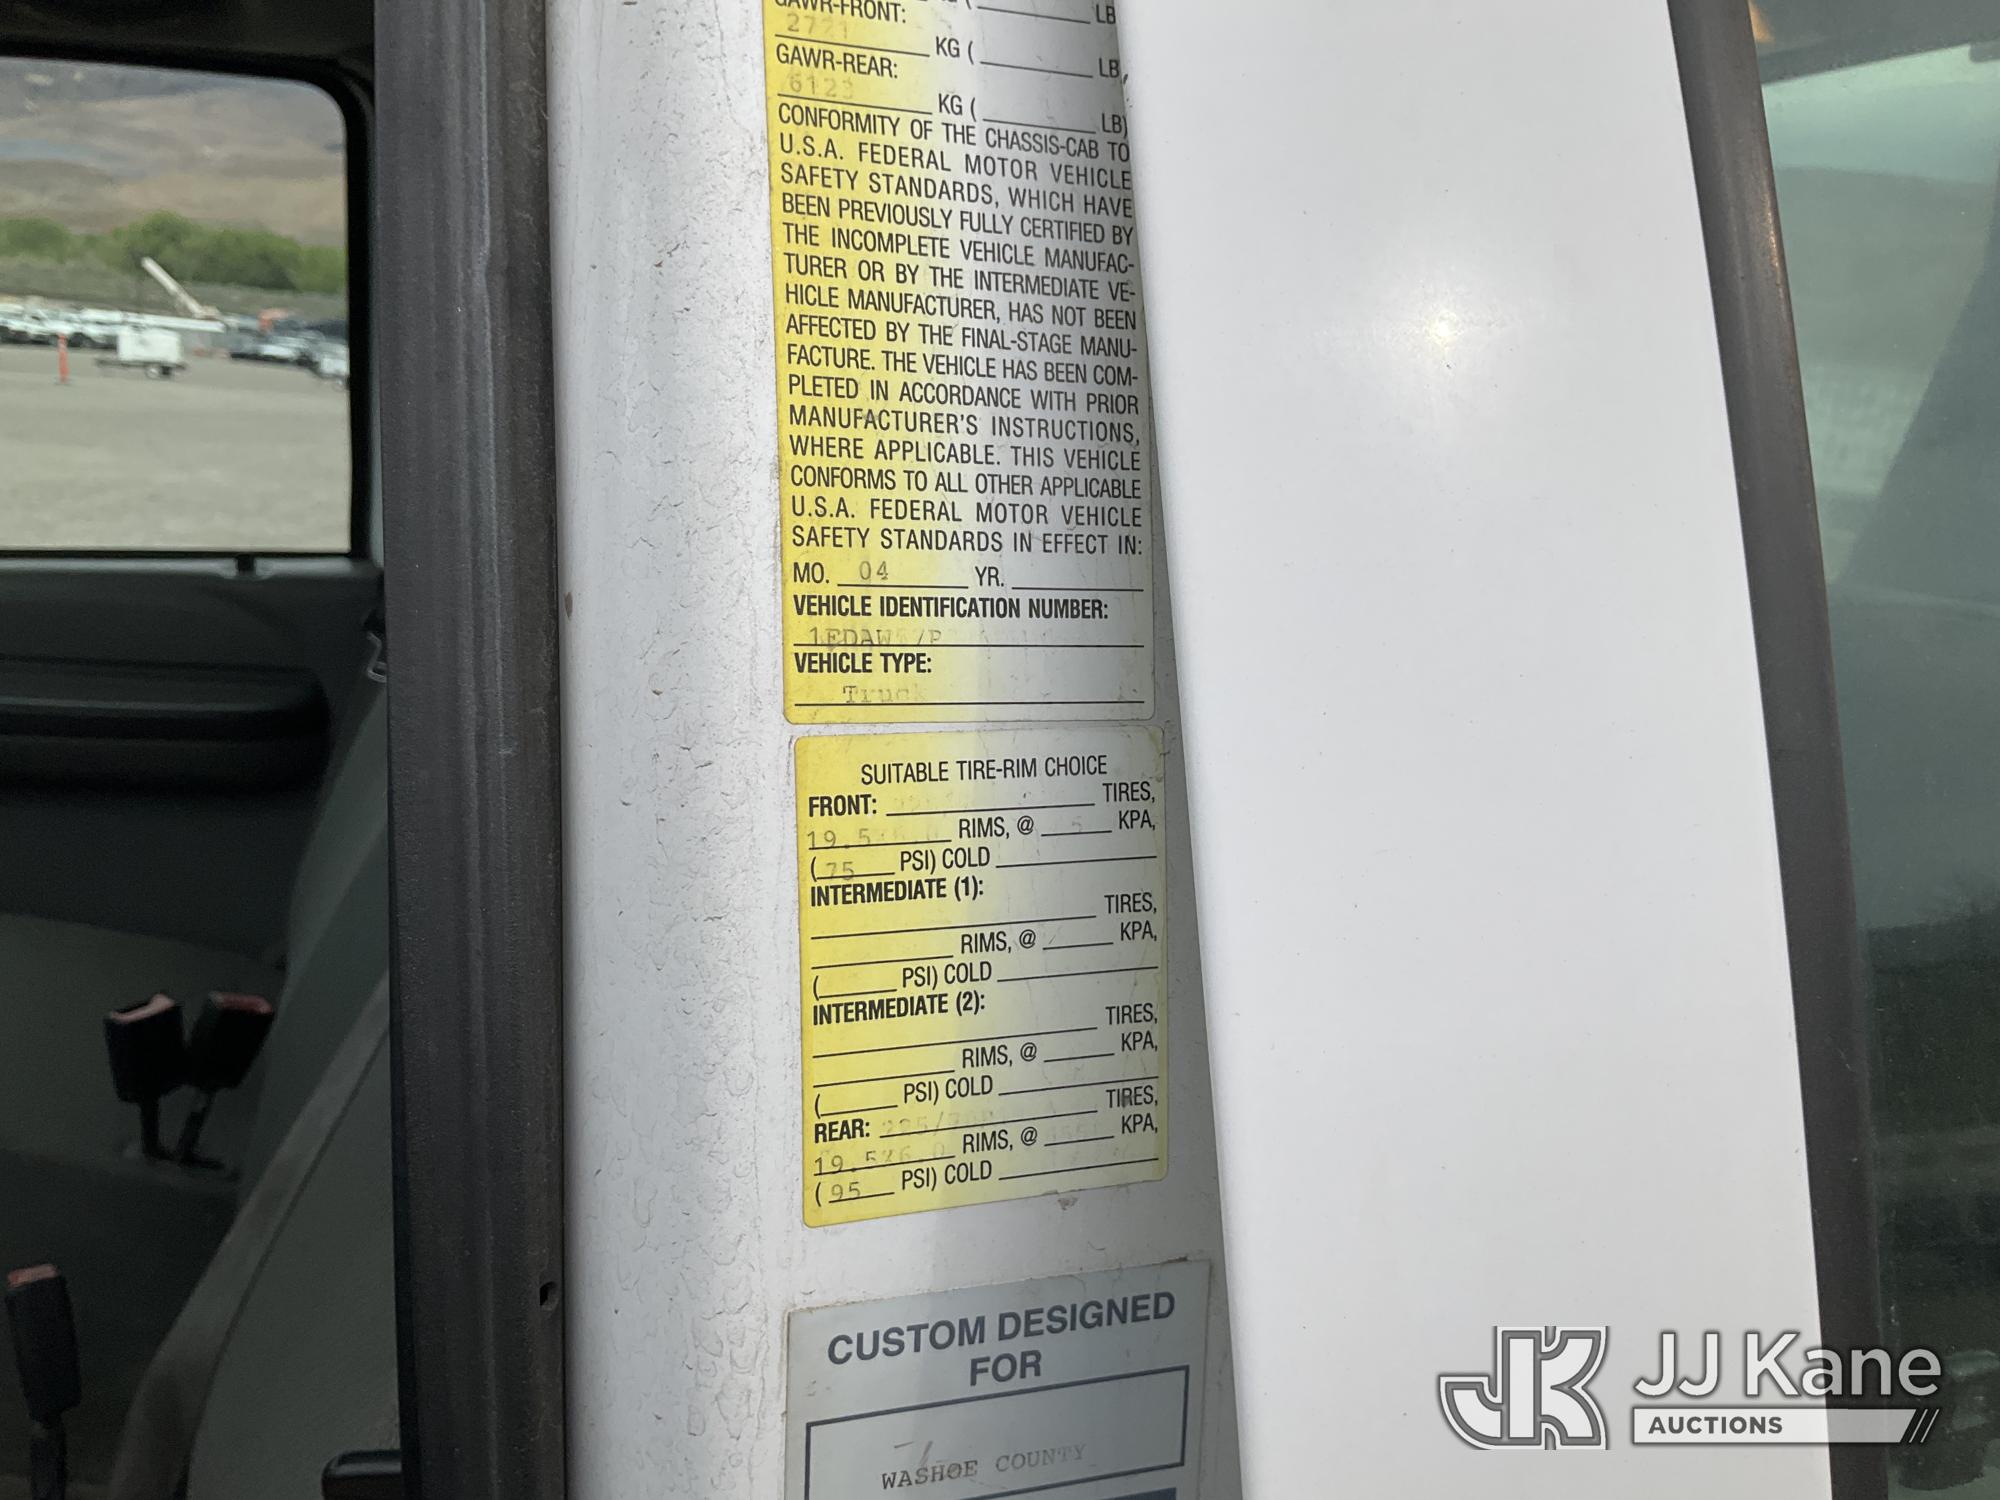 GAWR-FRONT: LB
KG ( LB)
GAWR-REAR:
6123 KG ( LB)
CONFORMITY OF THE CHASSIS-CAB TO
U.S.A. FEDERAL MOTOR VEHICLE
SAFETY STANDARDS, WHICH HAVE
BEEN PREVIOUSLY FULLY CERTIFIED BY
THE INCOMPLETE VEHICLE MANUFAC-
TURER OR BY THE INTERMEDIATE VE-
HICLE MANUFACTURER, HAS NOT BEEN
AFFECTED BY THE FINAL-STAGE MANU-
FACTURE. THE VEHICLE HAS BEEN COM-
PLETED IN ACCORDANCE WITH PRIOR
MANUFACTURER'S INSTRUCTIONS,
WHERE APPLICABLE. THIS VEHICLE
CONFORMS TO ALL OTHER APPLICABLE
U.S.A. FEDERAL MOTOR VEHICLE
SAFETY STANDARDS IN EFFECT IN:
MO. 04 YR.
VEHICLE IDENTIFICATION NUMBER:
VEHICLE TYPE:
Truck
SUITABLE TIRE-RIM CHOICE
FRONT: TIRES,
RIMS, @ KPA,
( 75 PSI) COLD
INTERMEDIATE (1):
TIRES,
RIMS, @ KPA,
( PSI) COLD
INTERMEDIATE (2):
TIRES,
RIMS, @ KPA,
( PSI) COLD
REAR: TIRES,
RIMS, @ KPA,
( 95 PSI) COLD
CUSTOM DESIGNED
FOR
WASHOE COUNTY
JK JJ Kane
AUCTIONS